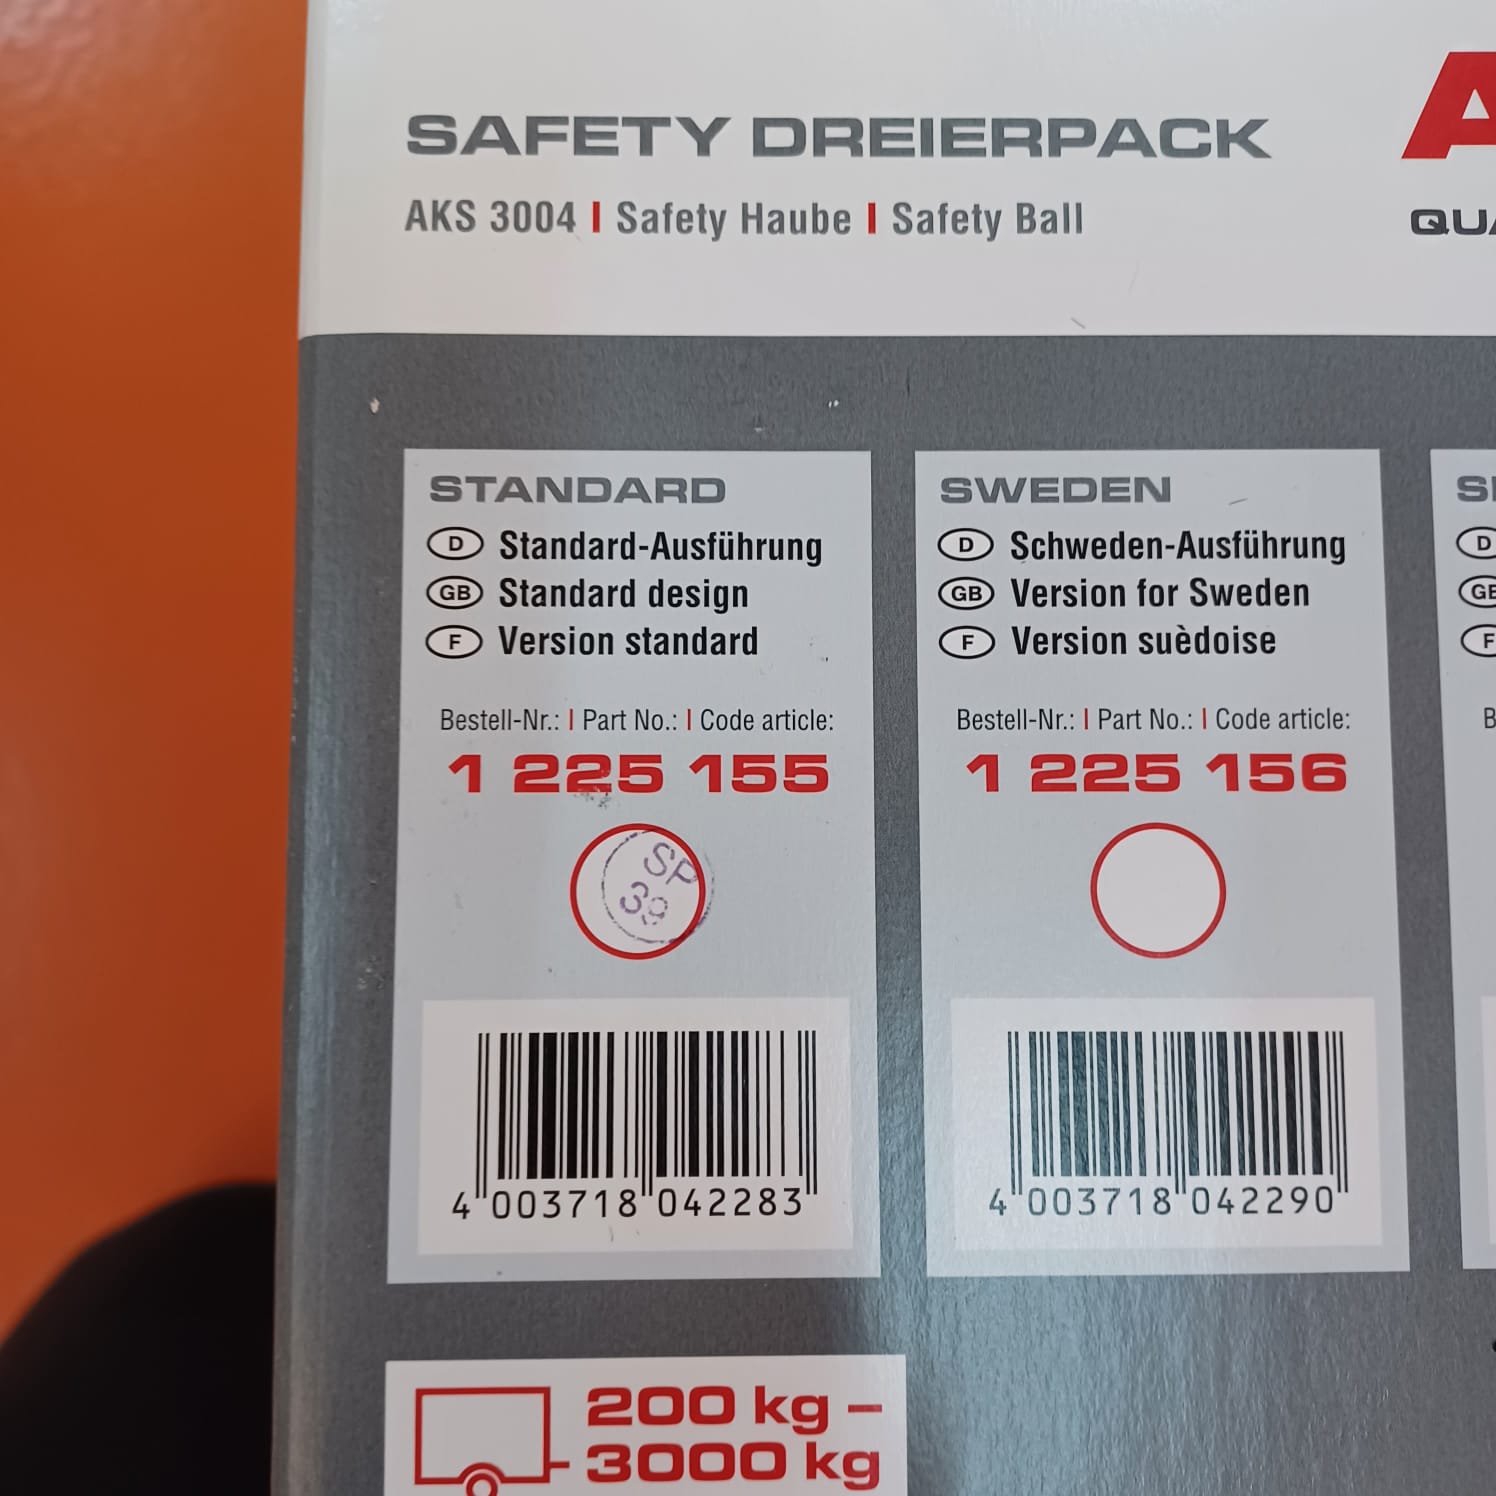 SAFETY DREIERPACK
AKS 3004 | Safety Haube | Safety Ball
QUA
STANDARD
D Standard-Ausführung
GB Standard design
F Version standard
Bestell-Nr.: | Part No.: | Code article:
1 225 155
SP
39
4 003718 042283
SWEDEN
D Schweden-Ausführung
GB Version for Sweden
F Version suèdoise
Bestell-Nr.: | Part No.: | Code article:
1 225 156
4 003718 042290
D
F
200 kg –
3000 kg